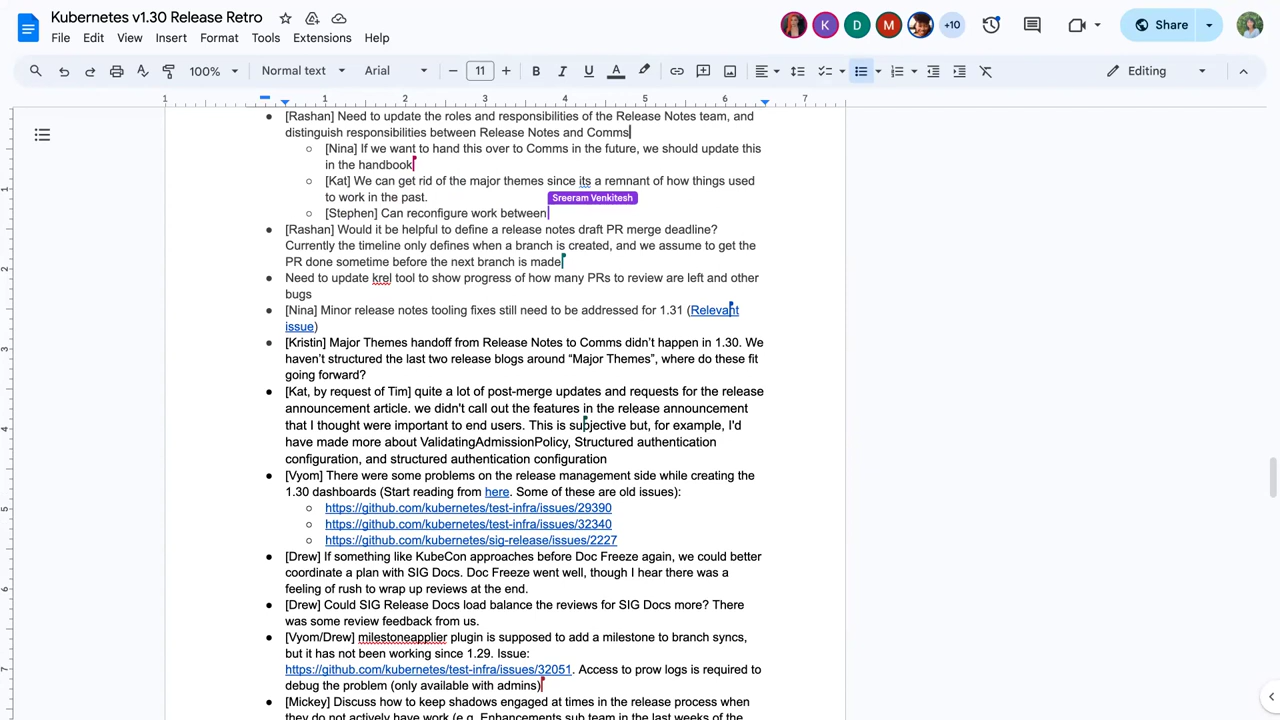 Kubernetes v1.30 Release Retro
File Edit View Insert Format Tools Extensions Help
K D M +10 Share
100% Normal text Arial 11 B I U A Editing
1 1 2 3 4 5 6 7
[Rashan] Need to update the roles and responsibilities of the Release Notes team, and
distinguish responsibilities between Release Notes and Comms
[Nina] If we want to hand this over to Comms in the future, we should update this
in the handbook
[Kat] We can get rid of the major themes since its a remnant of how things used
to work in the past.
Sreeram Venkitesh
[Stephen] Can reconfigure work between
[Rashan] Would it be helpful to define a release notes draft PR merge deadline?
Currently the timeline only defines when a branch is created, and we assume to get the
PR done sometime before the next branch is made
Need to update krel tool to show progress of how many PRs to review are left and other
bugs
[Nina] Minor release notes tooling fixes still need to be addressed for 1.31 (Relevant
issue)
[Kristin] Major Themes handoff from Release Notes to Comms didn't happen in 1.30. We
haven't structured the last two release blogs around “Major Themes”, where do these fit
going forward?
[Kat, by request of Tim] quite a lot of post-merge updates and requests for the release
announcement article. we didn't call out the features in the release announcement
that I thought were important to end users. This is subjective but, for example, I'd
have made more about ValidatingAdmissionPolicy, Structured authentication
configuration, and structured authentication configuration
[Vyom] There were some problems on the release management side while creating the
1.30 dashboards (Start reading from here. Some of these are old issues):
https://github.com/kubernetes/test-infra/issues/29390
https://github.com/kubernetes/test-infra/issues/32340
https://github.com/kubernetes/sig-release/issues/2227
[Drew] If something like KubeCon approaches before Doc Freeze again, we could better
coordinate a plan with SIG Docs. Doc Freeze went well, though I hear there was a
feeling of rush to wrap up reviews at the end.
[Drew] Could SIG Release Docs load balance the reviews for SIG Docs more? There
was some review feedback from us.
[Vyom/Drew] milestoneapplier plugin is supposed to add a milestone to branch syncs,
but it has not been working since 1.29. Issue:
https://github.com/kubernetes/test-infra/issues/32051. Access to prow logs is required to
debug the problem (only available with admins)
[Mickey] Discuss how to keep shadows engaged at times in the release process when
they do not actively have work (e.g. Enhancements sub team in the last weeks of the
1
2
3
4
5
6
7